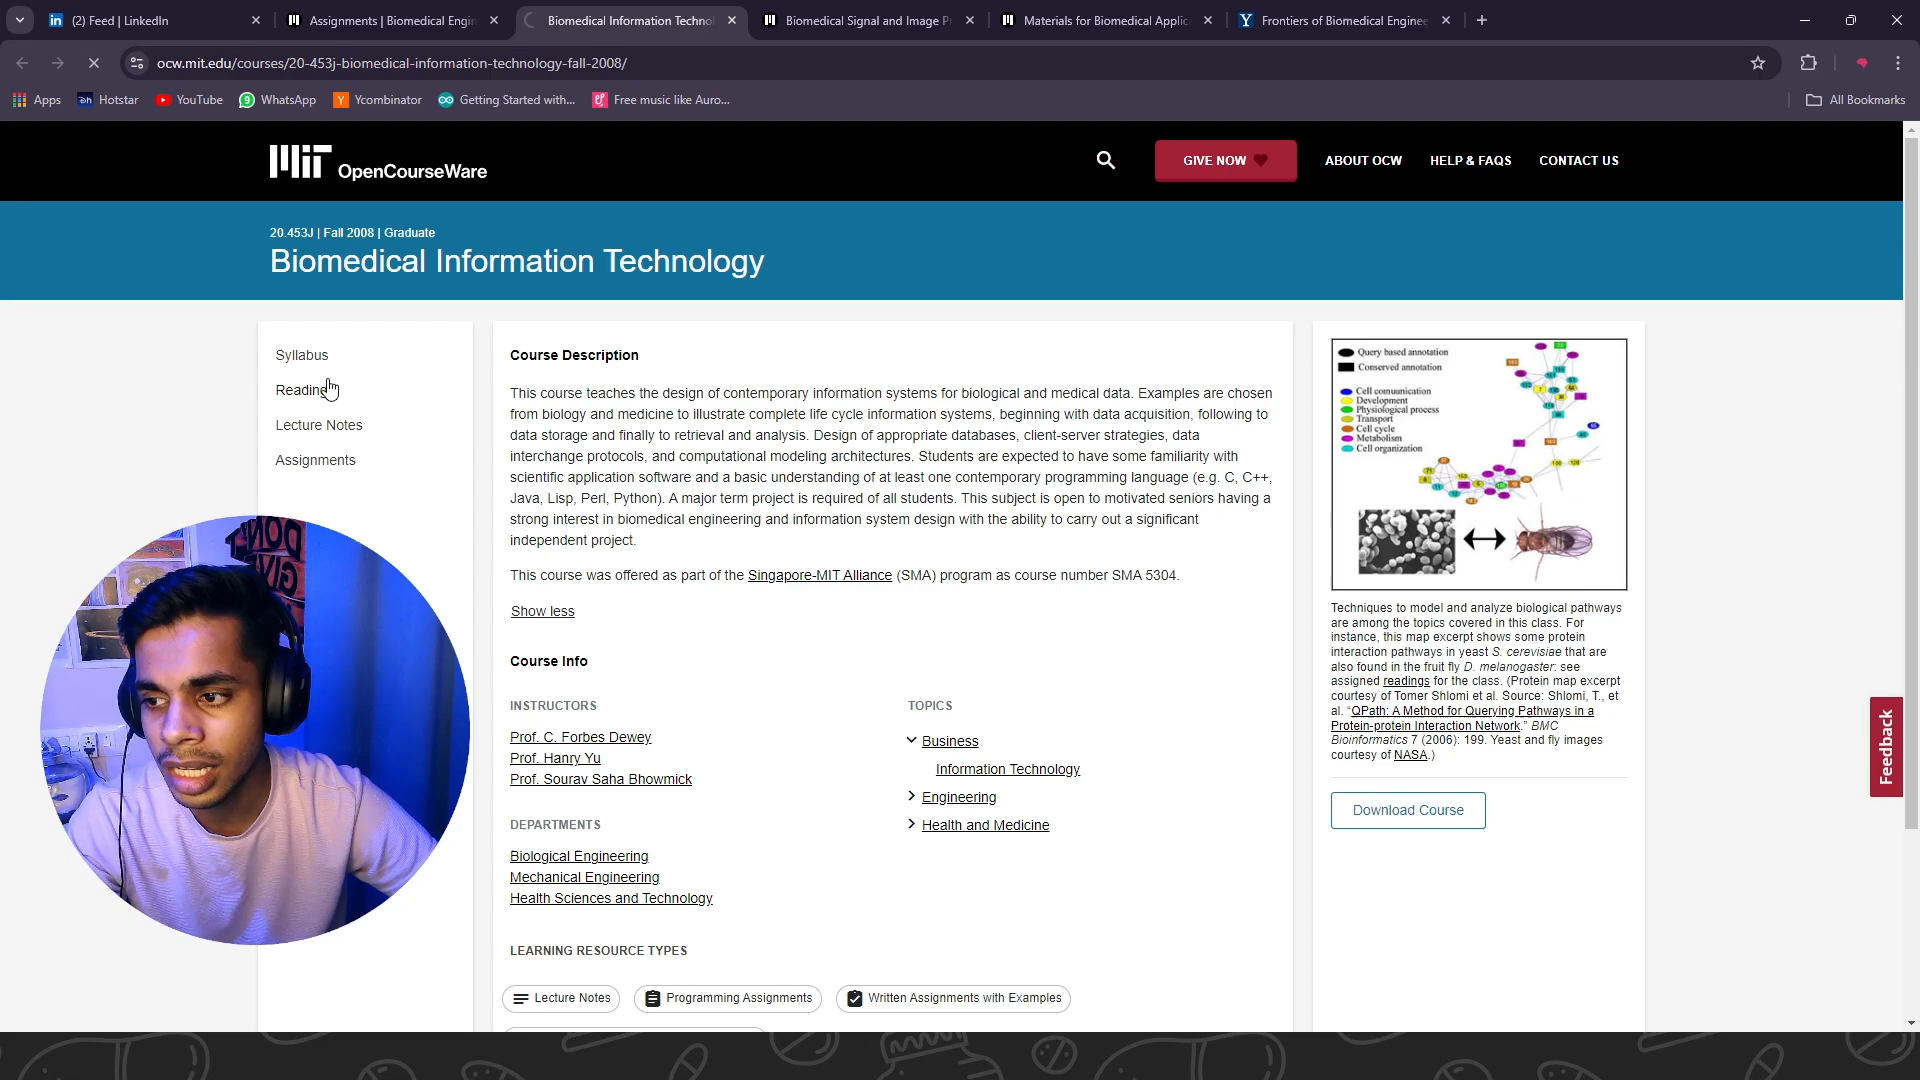 (2) Feed | LinkedIn
Assignments | Biomedical Engin
Biomedical Information Technol
Biomedical Signal and Image P
Materials for Biomedical Applic
Frontiers of Biomedical Enginee
ocw.mit.edu/courses/20-453j-biomedical-information-technology-fall-2008/
Apps
Hotstar
YouTube
WhatsApp
Ycombinator
Getting Started with...
Free music like Auro...
All Bookmarks
MIT OpenCourseWare
GIVE NOW
ABOUT OCW
HELP & FAQS
CONTACT US
20.453J | Fall 2008 | Graduate
Biomedical Information Technology
Syllabus
Readin
Lecture Notes
Assignments
Course Description
This course teaches the design of contemporary information systems for biological and medical data. Examples are chosen
from biology and medicine to illustrate complete life cycle information systems, beginning with data acquisition, following to
data storage and finally to retrieval and analysis. Design of appropriate databases, client-server strategies, data
interchange protocols, and computational modeling architectures. Students are expected to have some familiarity with
scientific application software and a basic understanding of at least one contemporary programming language (e.g. C, C++,
Java, Lisp, Perl, Python). A major term project is required of all students. This subject is open to motivated seniors having a
strong interest in biomedical engineering and information system design with the ability to carry out a significant
independent project.
This course was offered as part of the Singapore-MIT Alliance (SMA) program as course number SMA 5304.
Show less
Course Info
INSTRUCTORS
Prof. C. Forbes Dewey
Prof. Hanry Yu
Prof. Sourav Saha Bhowmick
DEPARTMENTS
Biological Engineering
Mechanical Engineering
Health Sciences and Technology
TOPICS
Business
Information Technology
Engineering
Health and Medicine
LEARNING RESOURCE TYPES
Lecture Notes
Programming Assignments
Written Assignments with Examples
Query based annotation
Conserved annotation
Cell comunication
Development
Physiological process
Transport
Cell cycle
Metabolism
Cell organization
Techniques to model and analyze biological pathways
are among the topics covered in this class. For
instance, this map excerpt shows some protein
interaction pathways in yeast S. cerevisiae that are
also found in the fruit fly D. melanogaster: see
assigned readings for the class. (Protein map excerpt
courtesy of Tomer Shlomi et al. Source: Shlomi, T., et
al. “QPath: A Method for Querying Pathways in a
Protein-protein Interaction Network.” BMC
Bioinformatics 7 (2006): 199. Yeast and fly images
courtesy of NASA.)
Download Course
Feedback
DON'T
GIV